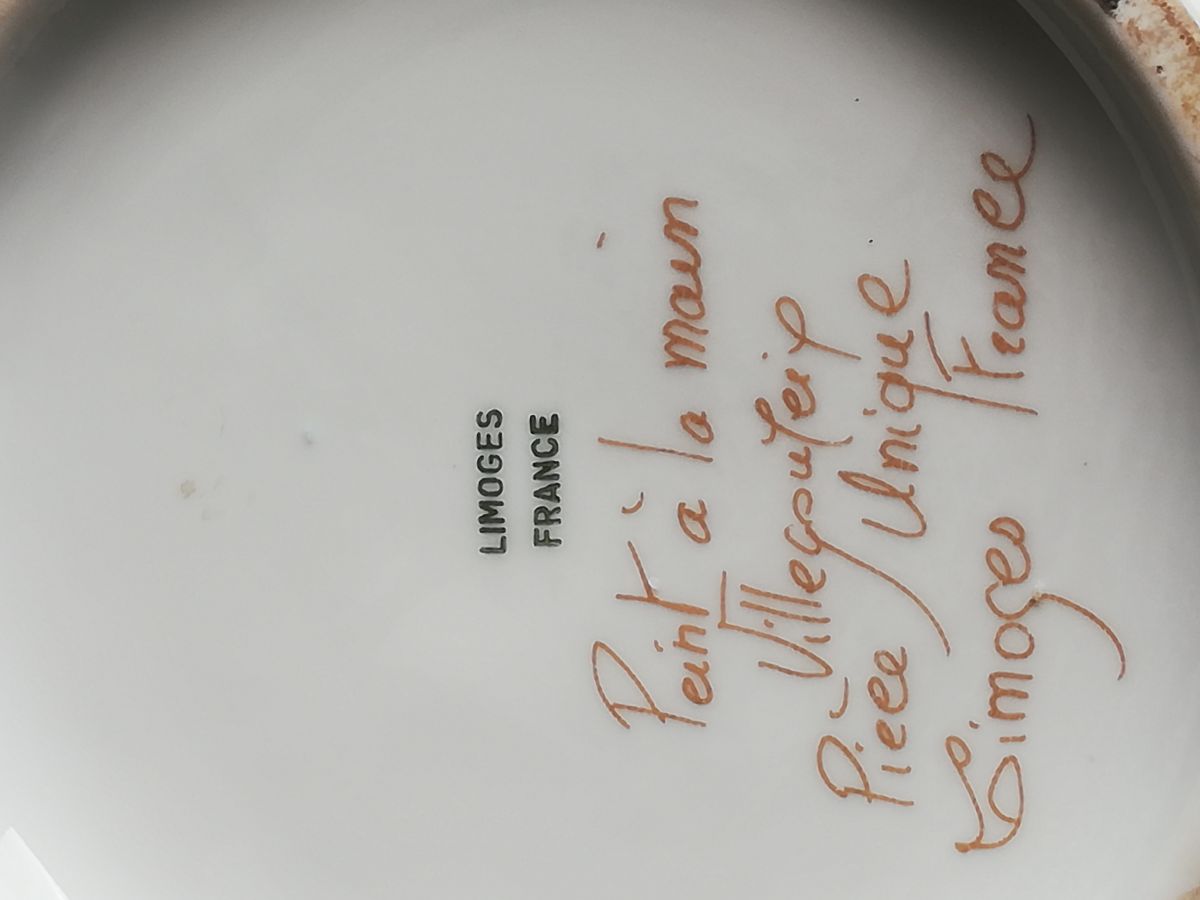 LIMOGES
FRANCE
Peint à la main
Villegoureix
Pièce Unique
Limoges France